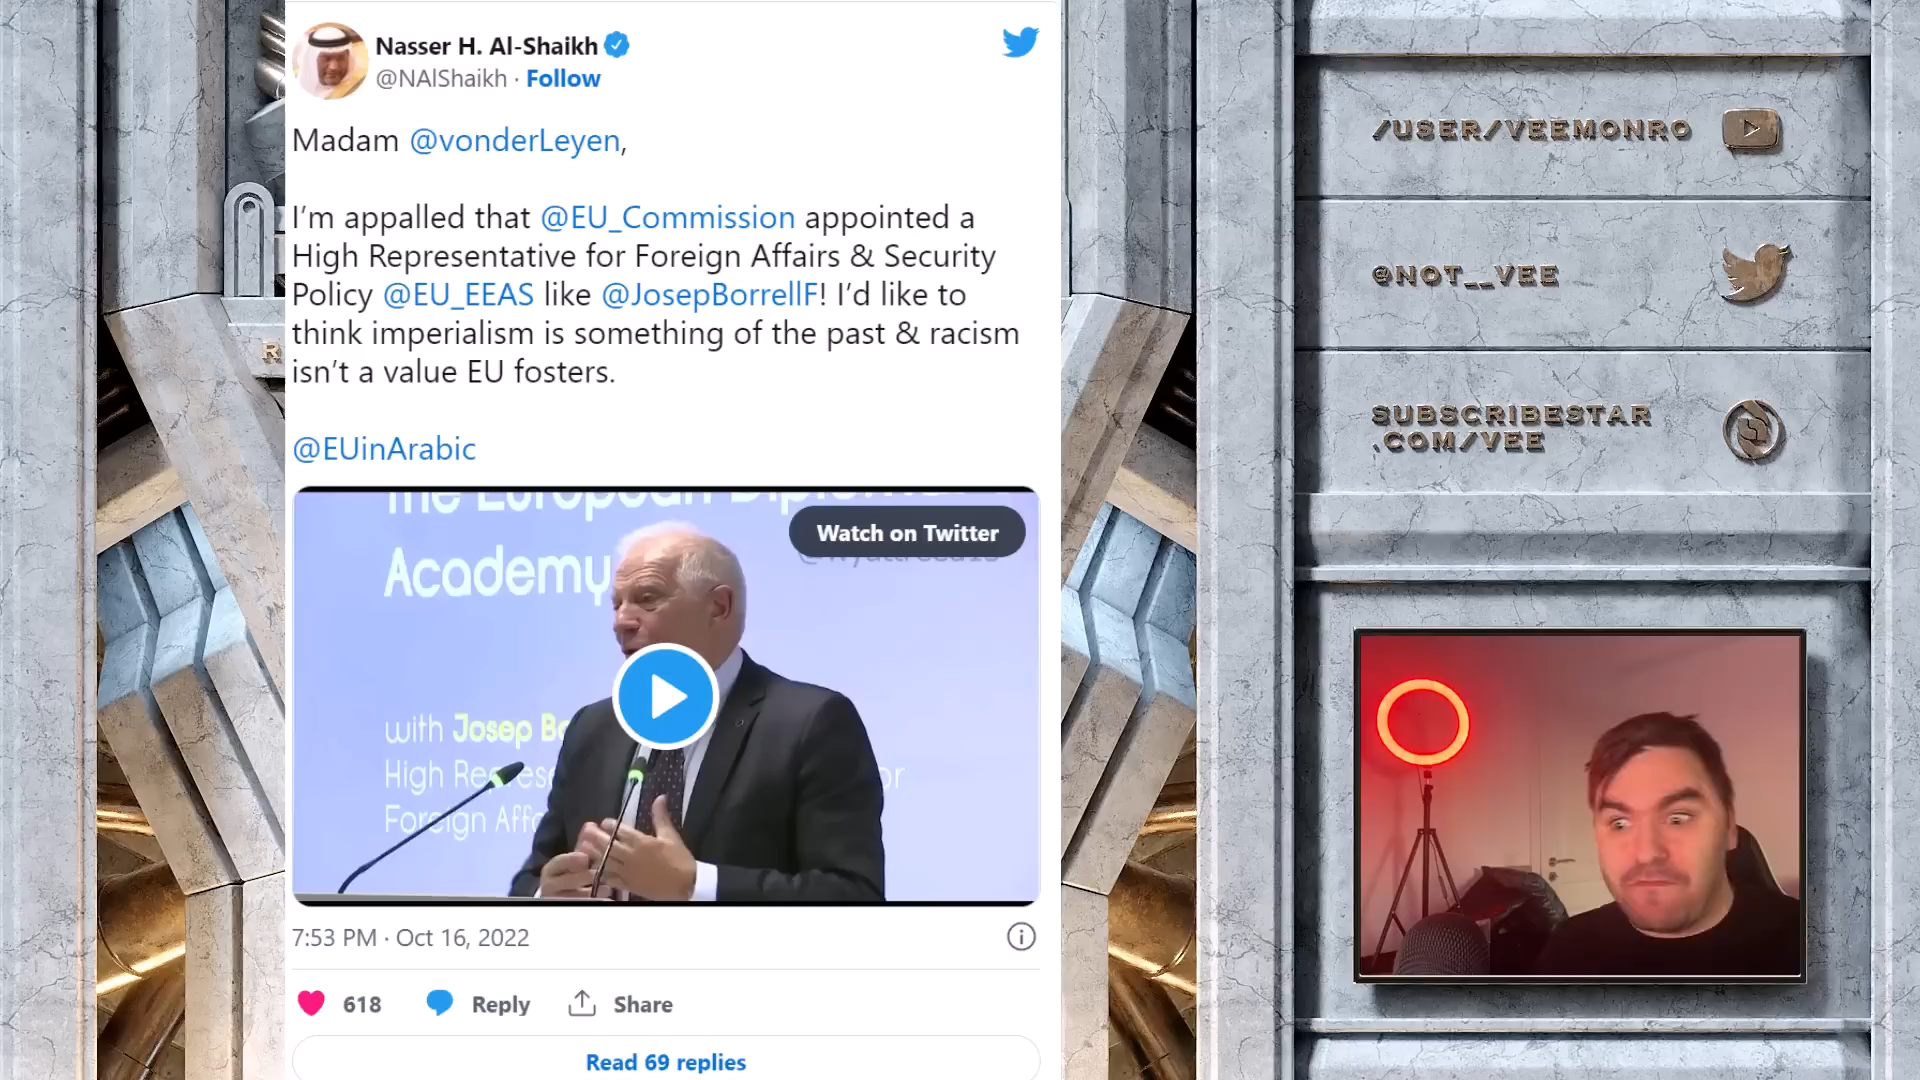 Nasser H. Al-Shaikh
@NAlShaikh · Follow
Madam @vonderLeyen,
I'm appalled that @EU_Commission appointed a
High Representative for Foreign Affairs & Security
Policy @EU_EEAS like @JosepBorrellF! I'd like to
think imperialism is something of the past & racism
isn't a value EU fosters.
@EUinArabic
The European
Watch on Twitter
Academy
with Josep
High
Foreign
7:53 PM · Oct 16, 2022
618 Reply Share
Read 69 replies
/USER/VEEMONRO
@NOT__VEE
SUBSCRIBESTAR
.COM/VEE